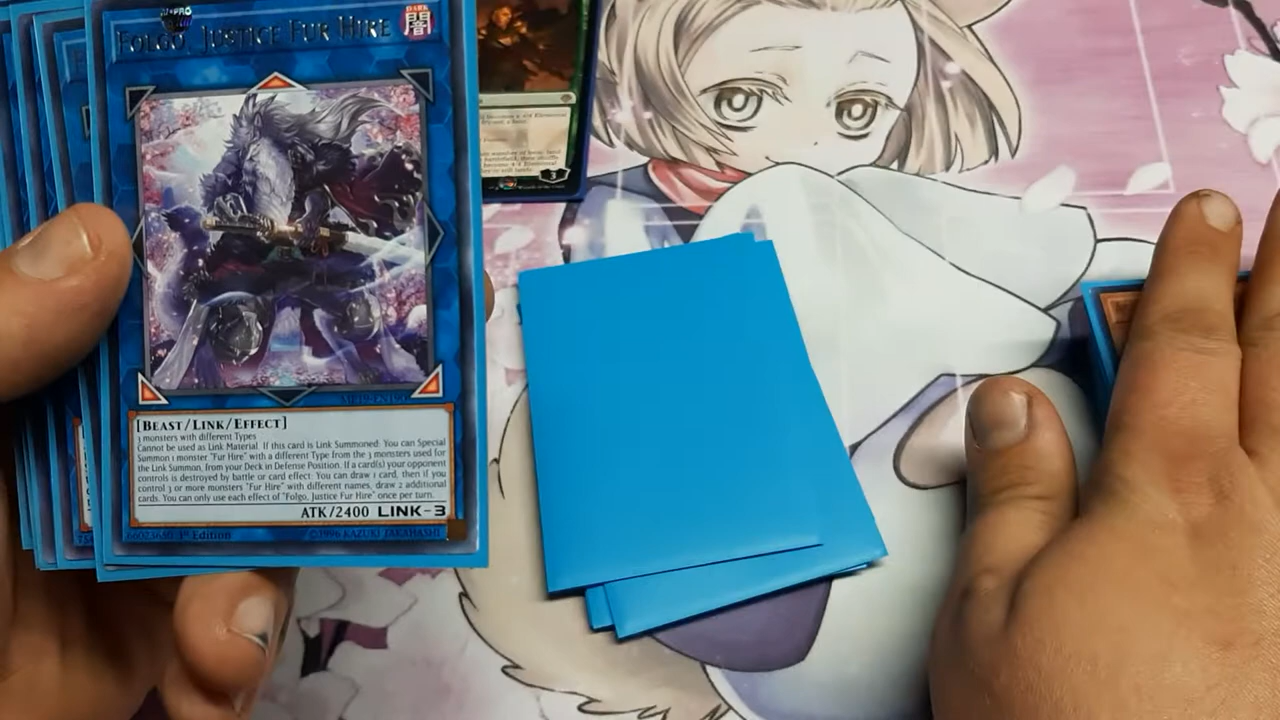 FOLGO, JUSTICE FUR HIRE
DARK
闇
[BEAST/LINK/EFFECT]
3 monsters with different Types
Cannot be used as Link Material. If this card is Link Summoned: You can Special
Summon 1 monster "Fur Hire" with a different Type from the 3 monsters used for
the Link Summon, from your Deck in Defense Position. If a card(s) your opponent
controls is destroyed by battle or card effect: You can draw 1 card, then if you
control 3 or more monsters "Fur Hire" with different names, draw 2 additional
cards. You can only use each effect of "Folgo, Justice Fur Hire" once per turn.
ATK/2400 LINK-3
1st Edition
©1996 KAZUKI TAKAHASHI
3